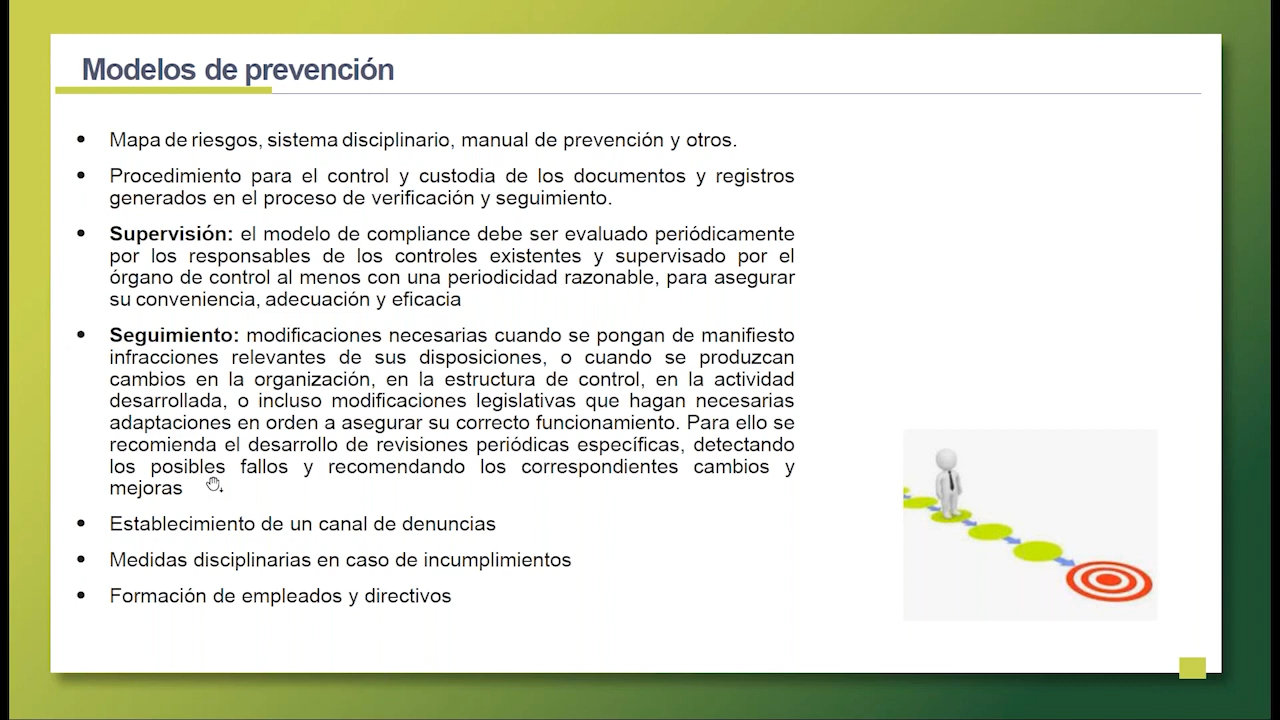 Modelos de prevención
• Mapa de riesgos, sistema disciplinario, manual de prevención y otros.
• Procedimiento para el control y custodia de los documentos y registros
generados en el proceso de verificación y seguimiento.
• Supervisión: el modelo de compliance debe ser evaluado periódicamente
por los responsables de los controles existentes y supervisado por el
órgano de control al menos con una periodicidad razonable, para asegurar
su conveniencia, adecuación y eficacia
• Seguimiento: modificaciones necesarias cuando se pongan de manifiesto
infracciones relevantes de sus disposiciones, o cuando se produzcan
cambios en la organización, en la estructura de control, en la actividad
desarrollada, o incluso modificaciones legislativas que hagan necesarias
adaptaciones en orden a asegurar su correcto funcionamiento. Para ello se
recomienda el desarrollo de revisiones periódicas específicas, detectando
los posibles fallos y recomendando los correspondientes cambios y
mejoras
• Establecimiento de un canal de denuncias
• Medidas disciplinarias en caso de incumplimientos
• Formación de empleados y directivos